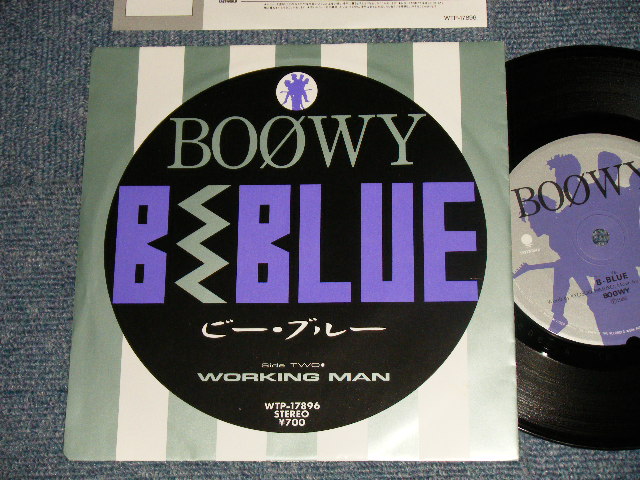 WTP-17896
BOØWY
B-BLUE
ビー・ブルー
Side TWO:
WORKING MAN
WTP-17896
STEREO
¥700
BOØWY
B-BLUE
BOØWY